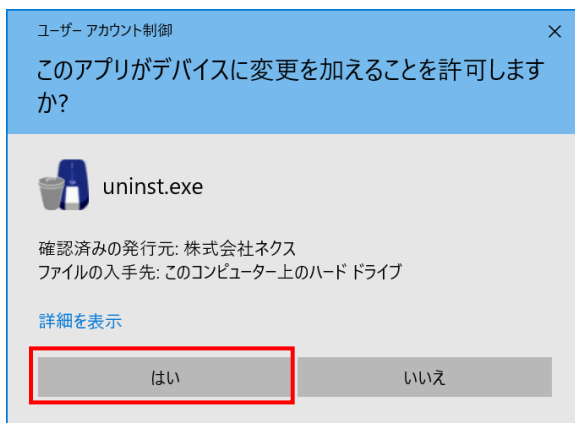 ユーザー アカウント制御
このアプリがデバイスに変更を加えることを許可します
か?
uninst.exe
確認済みの発行元: 株式会社ネクス
ファイルの入手先: このコンピューター上のハード ドライブ
詳細を表示
はい
いいえ